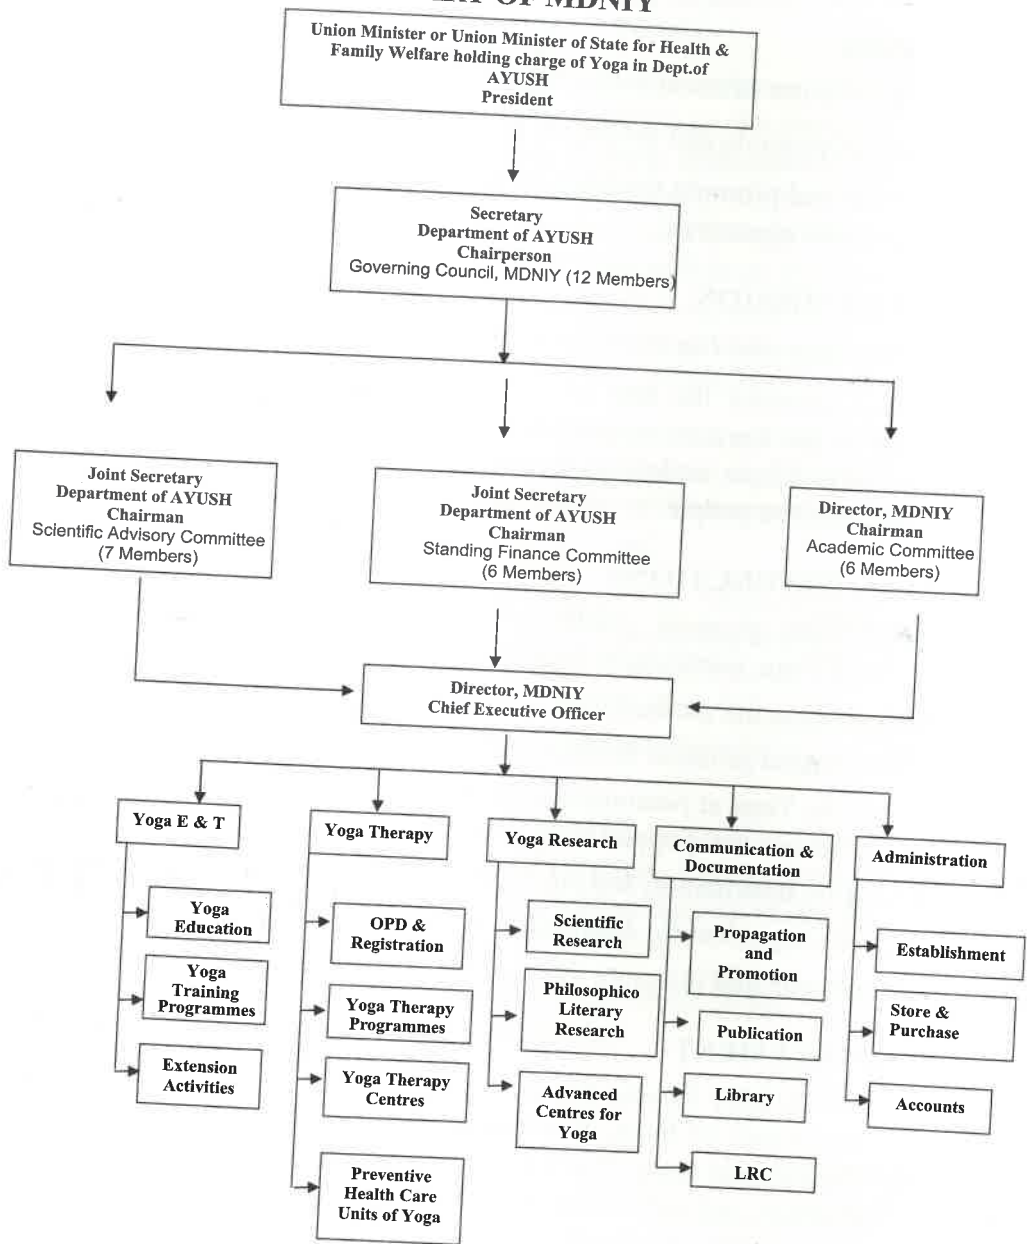 OF MDNIY
Union Minister or Union Minister of State for Health &
Family Welfare holding charge of Yoga in Dept.of
AYUSH
President
Secretary
Department of AYUSH
Chairperson
Governing Council, MDNIY (12 Members)
Joint Secretary
Department of AYUSH
Chairman
Scientific Advisory Committee
(7 Members)
Joint Secretary
Department of AYUSH
Chairman
Standing Finance Committee
(6 Members)
Director, MDNIY
Chairman
Academic Committee
(6 Members)
Director, MDNIY
Chief Executive Officer
Yoga E & T
Yoga
Education
Yoga
Training
Programmes
Extension
Activities
Yoga Therapy
OPD &
Registration
Yoga Therapy
Programmes
Yoga Therapy
Centres
Preventive
Health Care
Units of Yoga
Yoga Research
Scientific
Research
Philosophico
Literary
Research
Advanced
Centres for
Yoga
Communication &
Documentation
Propagation
and
Promotion
Publication
Library
LRC
Administration
Establishment
Store &
Purchase
Accounts